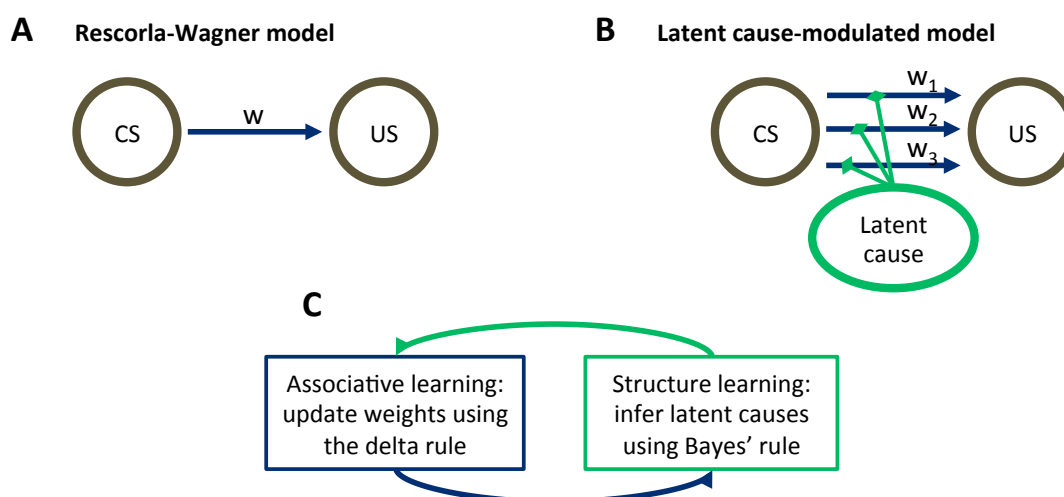 A Rescorla-Wagner model
CS
w
US
B Latent cause-modulated model
CS
w1
w2
w3
US
Latent
cause
C
Associative learning:
update weights using
the delta rule
Structure learning:
infer latent causes
using Bayes’ rule